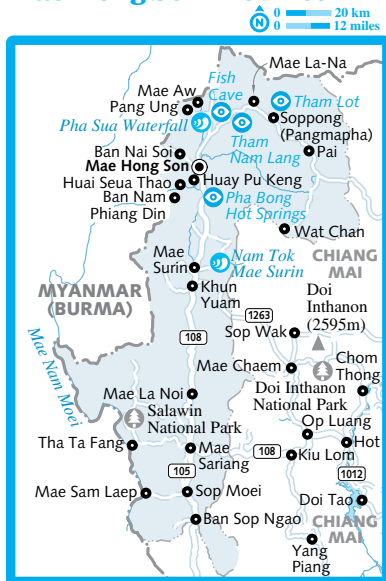 0 20 km
N 0 12 miles
Mae La-Na
Mae Aw
Fish
Cave
Pang Ung
Tham Lot
Pha Sua Waterfall
Soppong
(Pangmapha)
Tham
Nam Lang
Ban Nai Soi
Pai
Mae Hong Son
Huai Seua Thao
Huay Pu Keng
Ban Nam
Phiang Din
Pha Bong
Hot Springs
Wat Chan
Mae
Surin
Nam Tok
Mae Surin
CHIANG
MAI
Khun
Yuam
MYANMAR
(BURMA)
Doi
Inthanon
(2595m)
1263
Sop Wak
108
Mae Nam Moei
Mae Chaem
Chom
Thong
Mae La Noi
Doi Inthanon
National Park
Salawin
National Park
Op Luang
Tha Ta Fang
Mae
Sariang
108
Hot
Kiu Lom
105
1012
Mae Sam Laep
Sop Moei
Doi Tao
Ban Sop Ngao
CHIANG
MAI
Yang
Piang